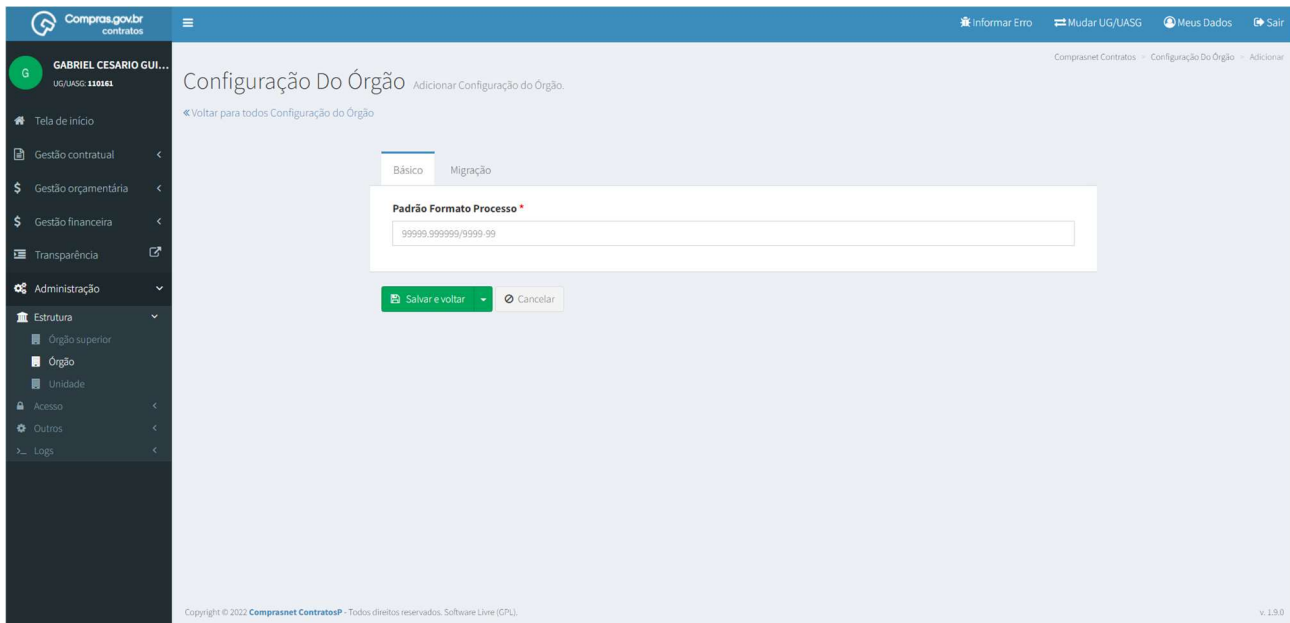 Compras.gov.br
contratos
Informar Erro
Mudar UG/UASG
Meus Dados
Sair
G
GABRIEL CESARIO GUI...
UG/UASG: 110161
Tela de início
Gestão contratual
Gestão orçamentária
Gestão financeira
Transparência
Administração
Estrutura
Órgão superior
Órgão
Unidade
Acesso
Outros
Logs
Comprasnet Contratos > Configuração Do Órgão > Adicionar
Configuração Do Órgão Adicionar Configuração do Órgão.
« Voltar para todos Configuração do Órgão
Básico Migração
Padrão Formato Processo *
99999.999999/9999-99
Salvar e voltar
Cancelar
Copyright © 2022 Comprasnet ContratosP - Todos direitos reservados. Software Livre (GPL).
v. 1.9.0